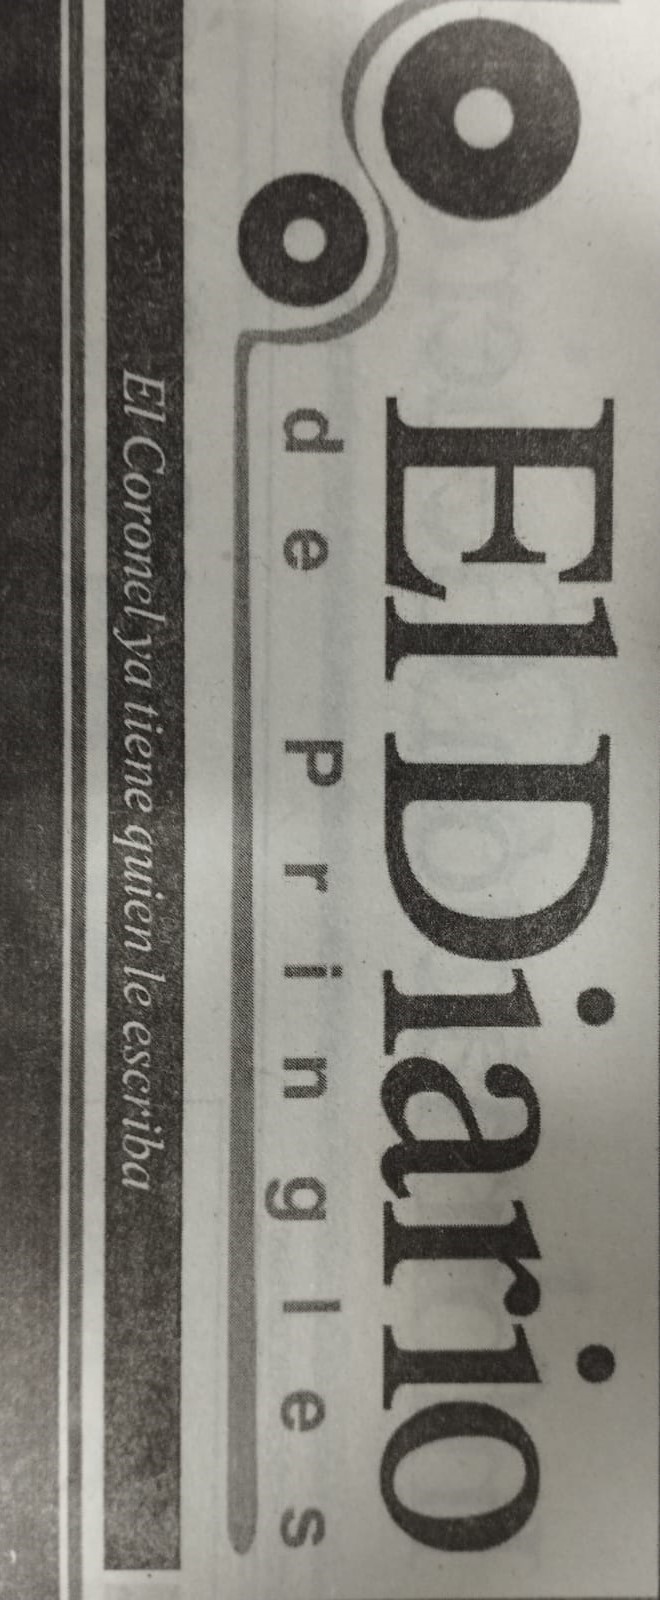 El Diario
de Pringles
El Coronel ya tiene quien le escriba